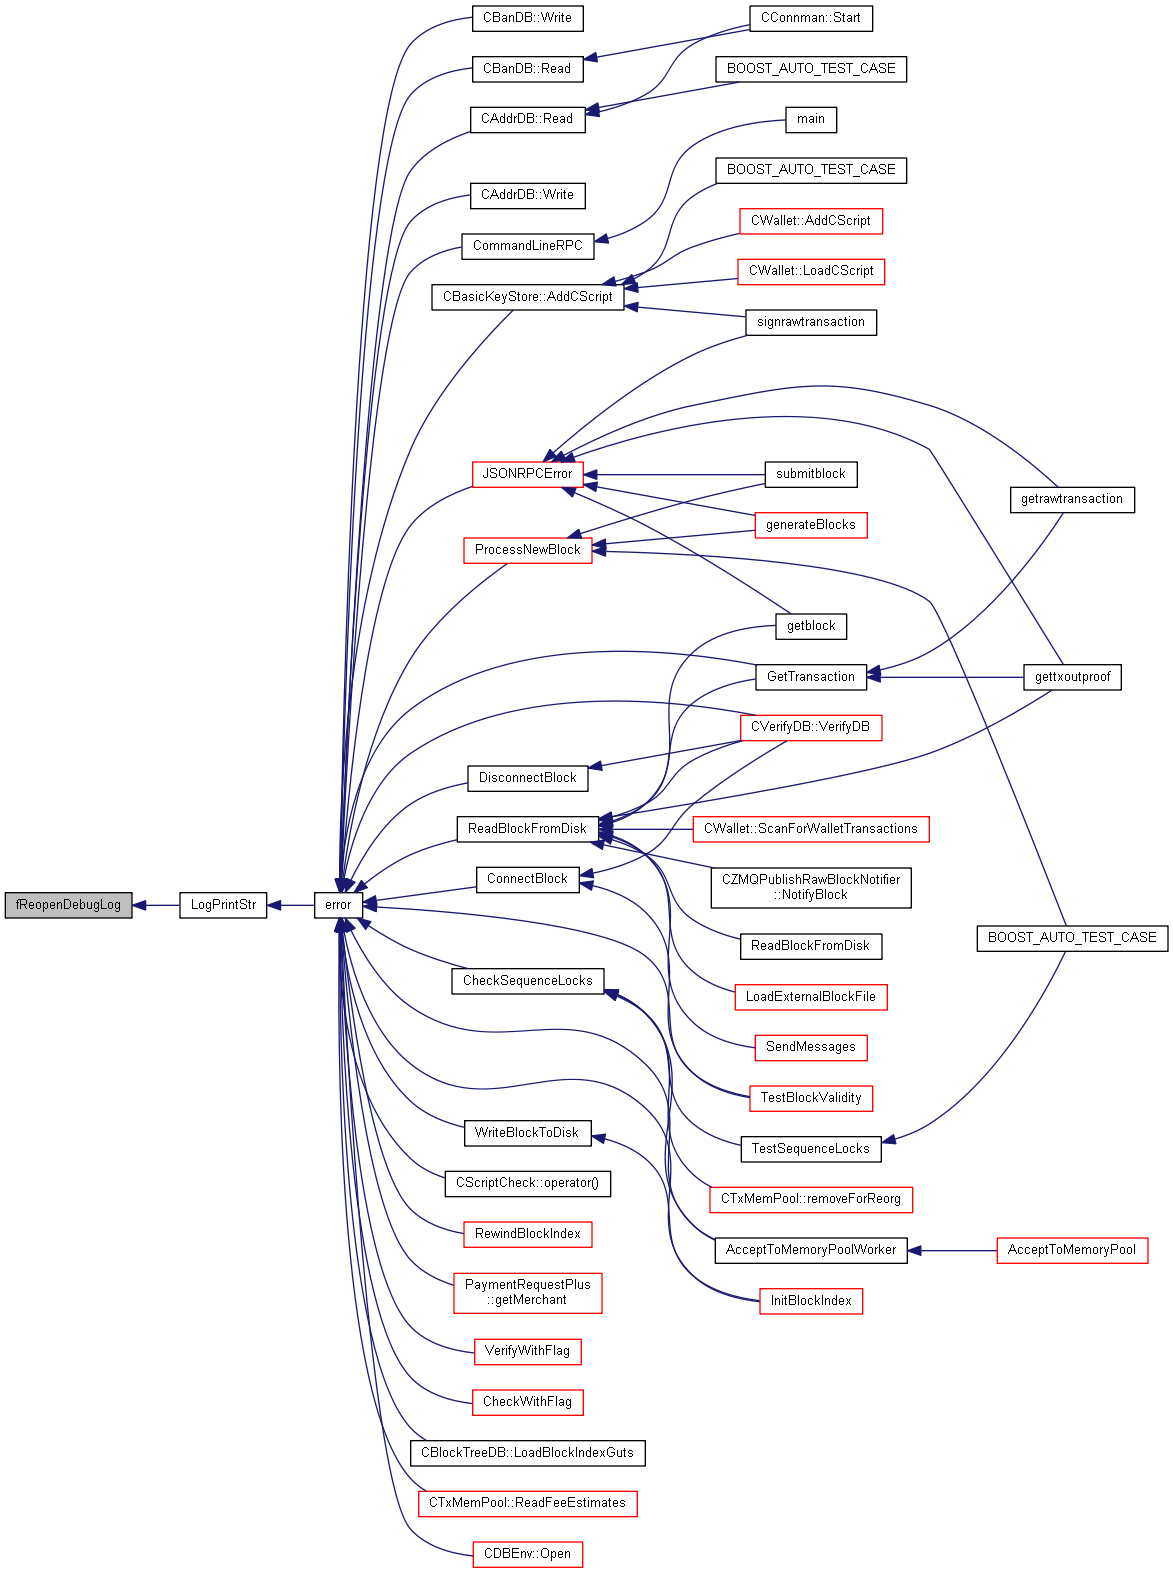 CBanDB::Write
CConnman::Start
CBanDB::Read
BOOST_AUTO_TEST_CASE
CAddrDB::Read
main
BOOST_AUTO_TEST_CASE
CAddrDB::Write
CWallet::AddCScript
CommandLineRPC
CWallet::LoadCScript
CBasicKeyStore::AddCScript
signrawtransaction
JSONRPCError
submitblock
getrawtransaction
generateBlocks
ProcessNewBlock
getblock
GetTransaction
gettxoutproof
CVerifyDB::VerifyDB
DisconnectBlock
ReadBlockFromDisk
CWallet::ScanForWalletTransactions
ConnectBlock
CZMQPublishRawBlockNotifier
::NotifyBlock
fReopenDebugLog
LogPrintStr
error
BOOST_AUTO_TEST_CASE
ReadBlockFromDisk
CheckSequenceLocks
LoadExternalBlockFile
SendMessages
TestBlockValidity
WriteBlockToDisk
TestSequenceLocks
CScriptCheck::operator()
CTxMemPool::removeForReorg
RewindBlockIndex
AcceptToMemoryPoolWorker
AcceptToMemoryPool
PaymentRequestPlus
::getMerchant
InitBlockIndex
VerifyWithFlag
CheckWithFlag
CBlockTreeDB::LoadBlockIndexGuts
CTxMemPool::ReadFeeEstimates
CDBEnv::Open